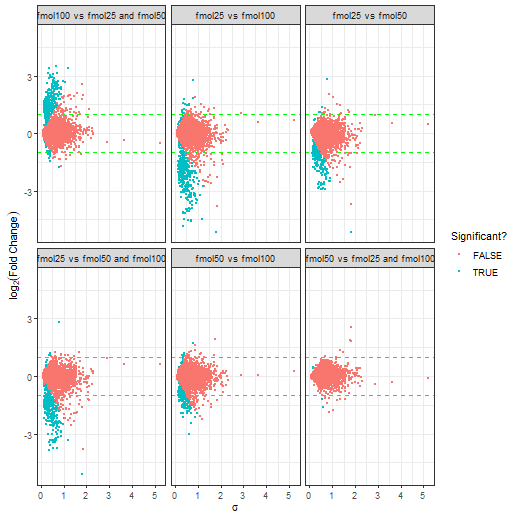 fmol100 vs fmol25 and fmol50
fmol25 vs fmol100
fmol25 vs fmol50
3
0
-3
log2(Fold Change)
Significant?
FALSE
TRUE
fmol25 vs fmol50 and fmol100
fmol50 vs fmol100
fmol50 vs fmol25 and fmol100
3
0
-3
0 1 2 3 4 5
0 1 2 3 4 5
0 1 2 3 4 5
σ